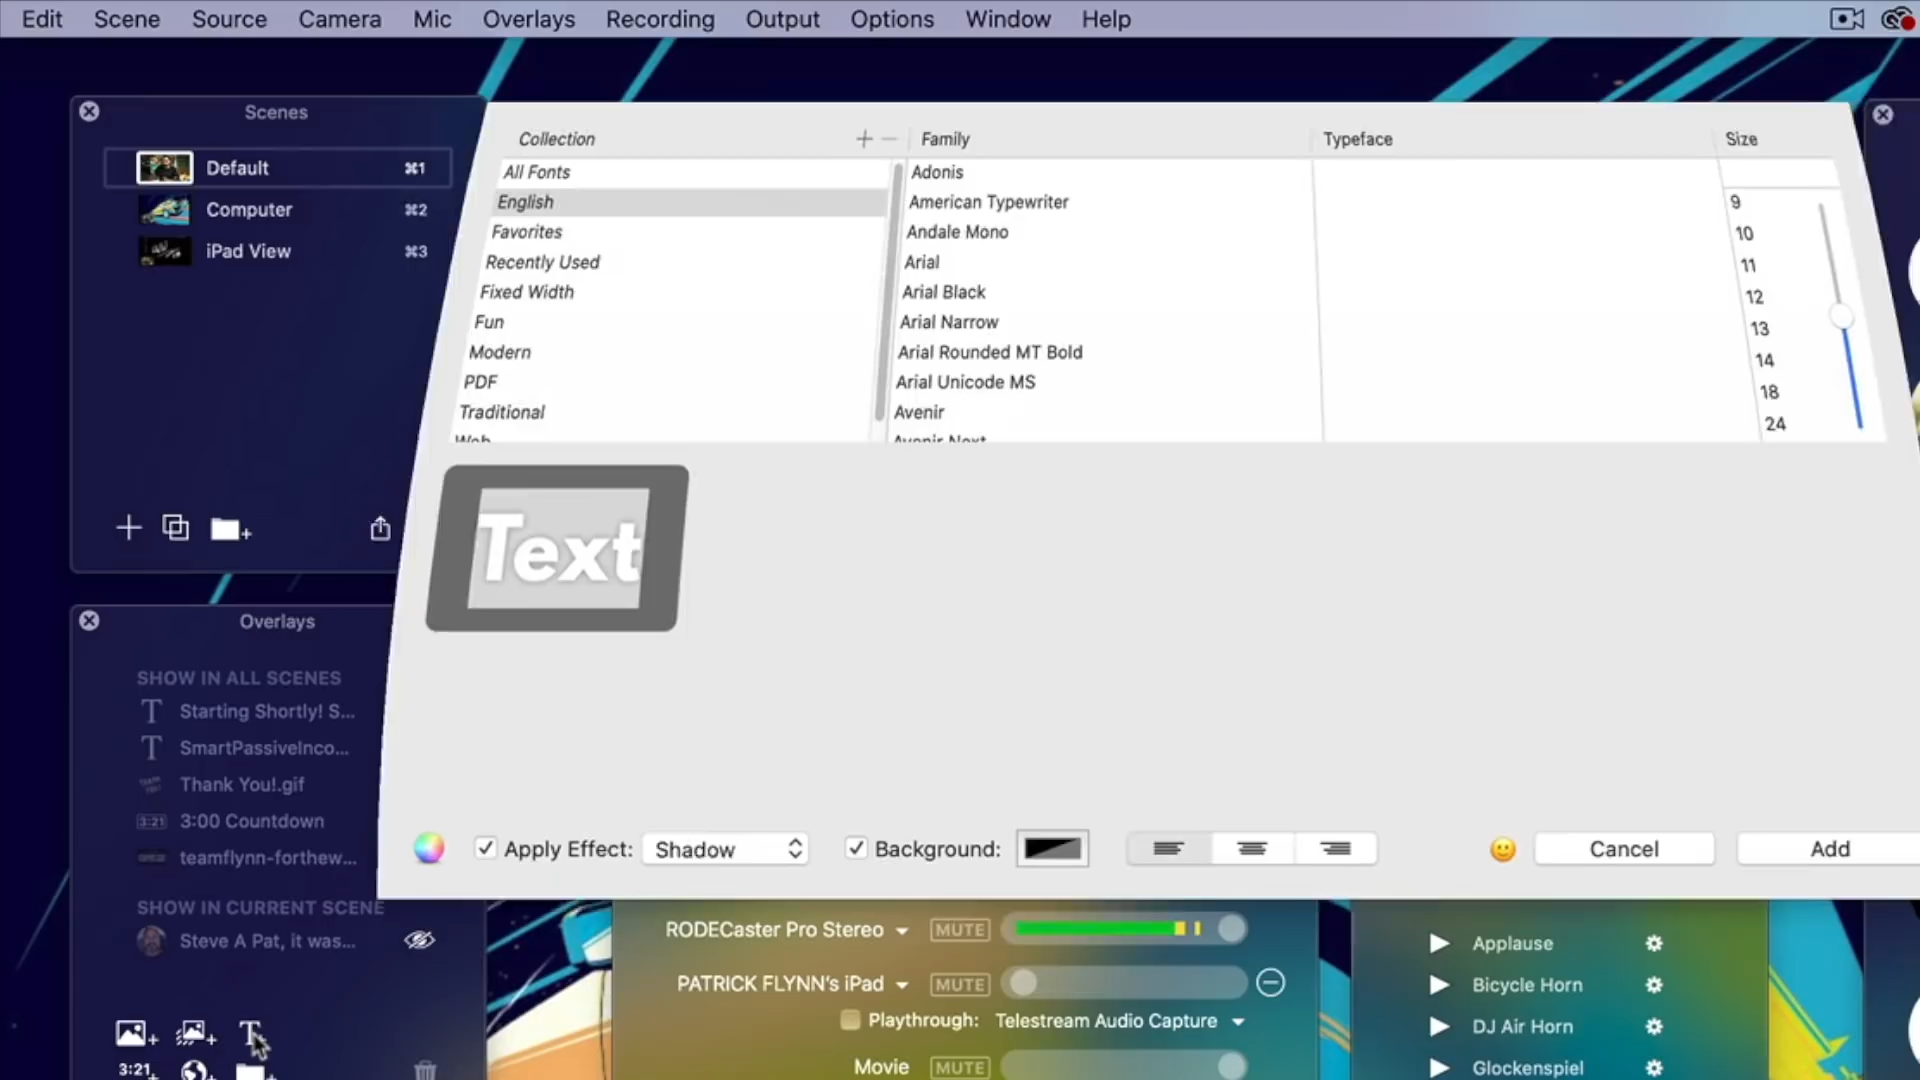 Edit Scene Source Camera Mic Overlays Recording Output Options Window Help
Scenes
Default ⌘1
Computer ⌘2
iPad View ⌘3
Collection + − Family Typeface Size
All Fonts
English
Favorites
Recently Used
Fixed Width
Fun
Modern
PDF
Traditional
Web
Adonis
American Typewriter
Andale Mono
Arial
Arial Black
Arial Narrow
Arial Rounded MT Bold
Arial Unicode MS
Avenir
Avenir Next
9
10
11
12
13
14
18
24
Text
Overlays
SHOW IN ALL SCENES
T Starting Shortly! S...
T SmartPassiveInco...
Thank You!.gif
3:21 3:00 Countdown
teamflynn-forthew...
SHOW IN CURRENT SCENE
Steve A Pat, it was...
T
3:21+
Apply Effect: Shadow Background: Cancel Add
RODECaster Pro Stereo MUTE
PATRICK FLYNN's iPad MUTE
Playthrough: Telestream Audio Capture
Movie MUTE
Applause
Bicycle Horn
DJ Air Horn
Glockenspiel